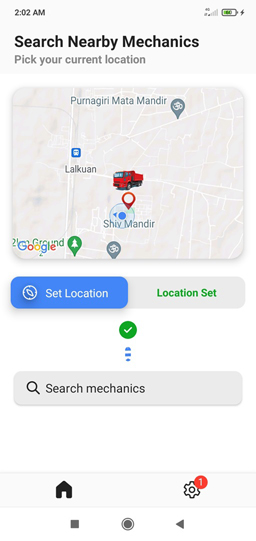 2:02 AM
4G
Search Nearby Mechanics
Pick your current location
Purnagiri Mata Mandir
Lalkuan
Shiv Mandir
Ground
Google
Set Location
Location Set
Search mechanics
1